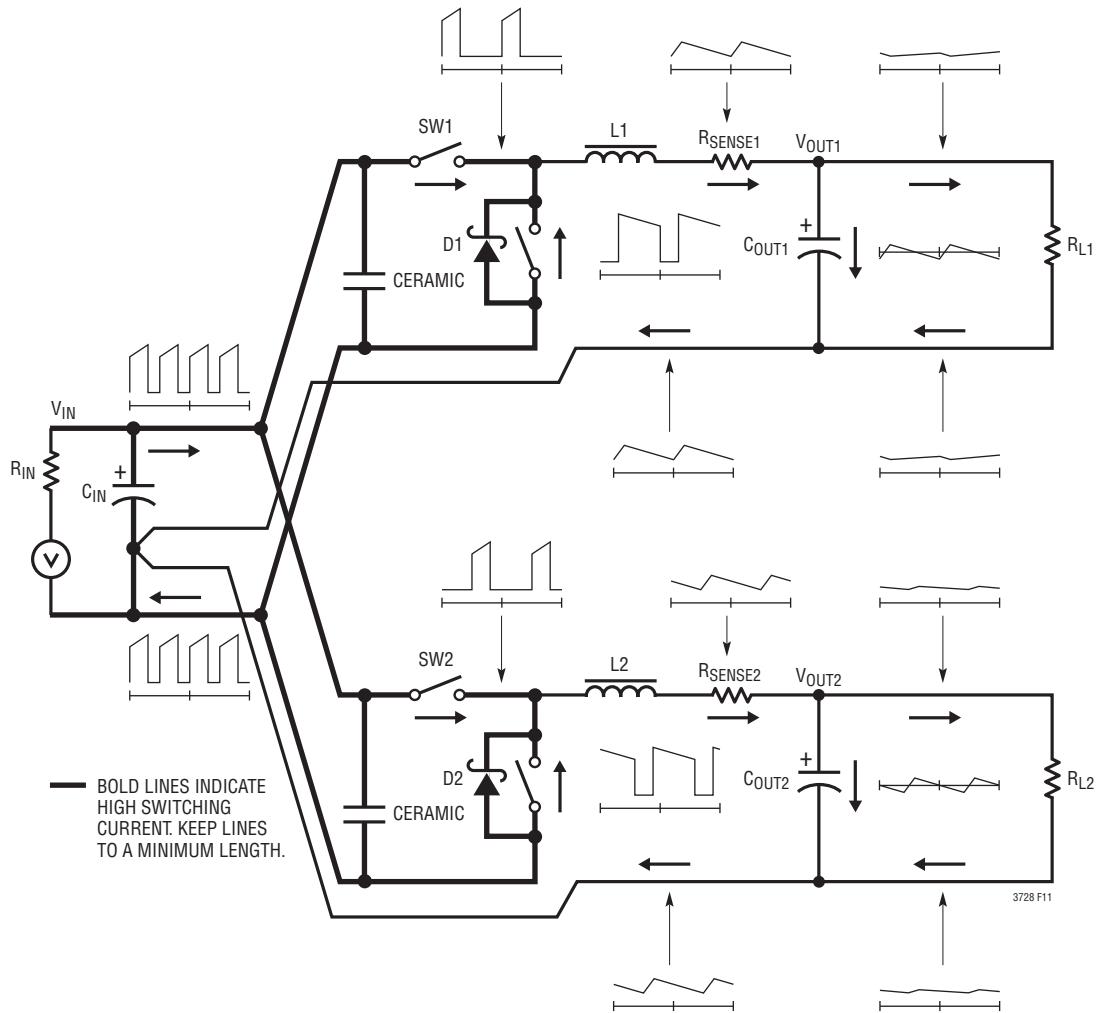 SW1
L1
RSENSE1
VOUT1
D1
CERAMIC
+
COUT1
RL1
VIN
RIN
+
CIN
V
SW2
L2
RSENSE2
VOUT2
D2
CERAMIC
+
COUT2
RL2
BOLD LINES INDICATE
HIGH SWITCHING
CURRENT. KEEP LINES
TO A MINIMUM LENGTH.
3728 F11